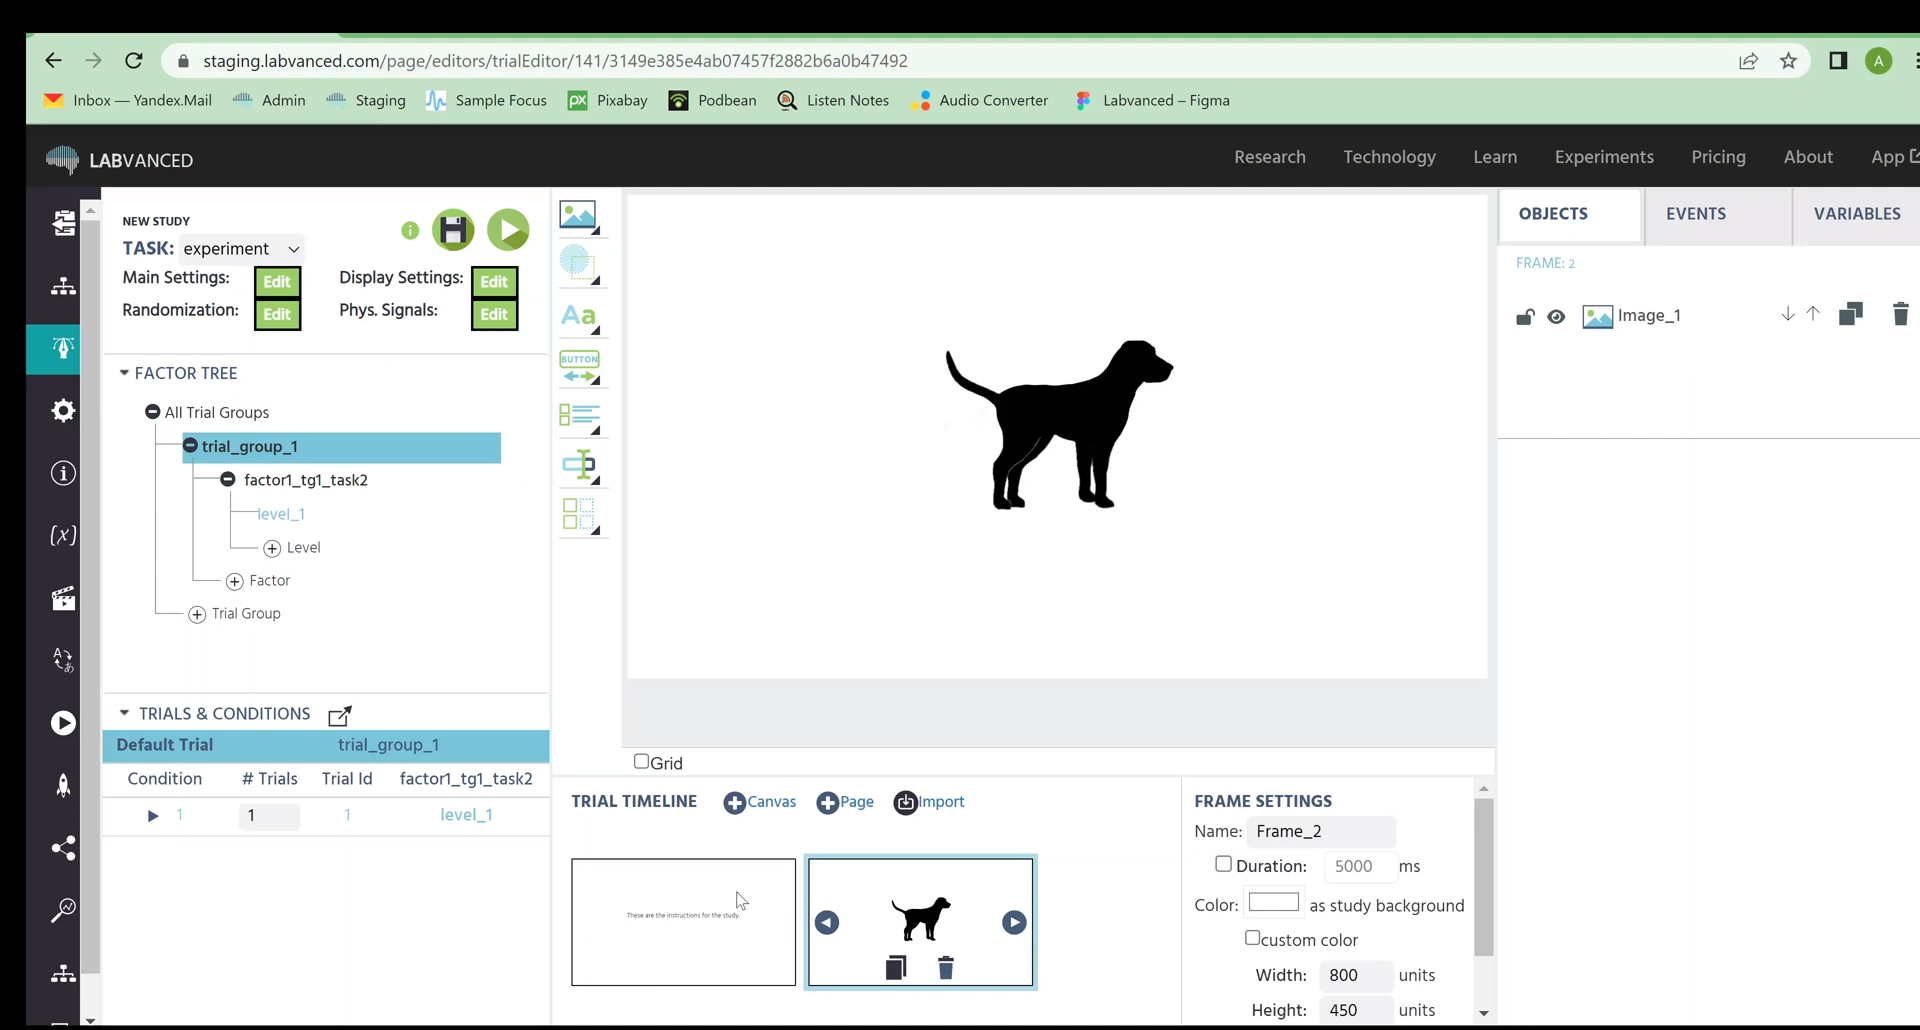 staging.labvanced.com/page/editors/trialEditor/141/3149e385e4ab07457f2882b6a0b47492
A
Inbox — Yandex.Mail Admin Staging Sample Focus Pixabay Podbean Listen Notes Audio Converter Labvanced – Figma
LABVANCED Research Technology Learn Experiments Pricing About App
NEW STUDY
TASK: experiment
Main Settings: Edit Display Settings: Edit
Randomization: Edit Phys. Signals: Edit
FACTOR TREE
All Trial Groups
trial_group_1
factor1_tg1_task2
level_1
Level
Factor
Trial Group
TRIALS & CONDITIONS
Default Trial trial_group_1
Condition # Trials Trial Id factor1_tg1_task2
1 1 1 level_1
Aa
BUTTON
Grid
TRIAL TIMELINE Canvas Page Import
These are the instructions for the study.
FRAME SETTINGS
Name: Frame_2
Duration: 5000 ms
Color: as study background
custom color
Width: 800 units
Height: 450 units
OBJECTS EVENTS VARIABLES
FRAME: 2
Image_1